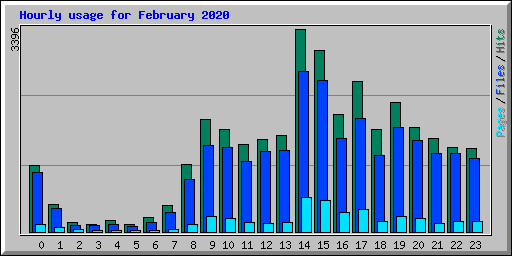 Hourly usage for February 2020
3396
Pages / Files / Hits
0 1 2 3 4 5 6 7 8 9 10 11 12 13 14 15 16 17 18 19 20 21 22 23